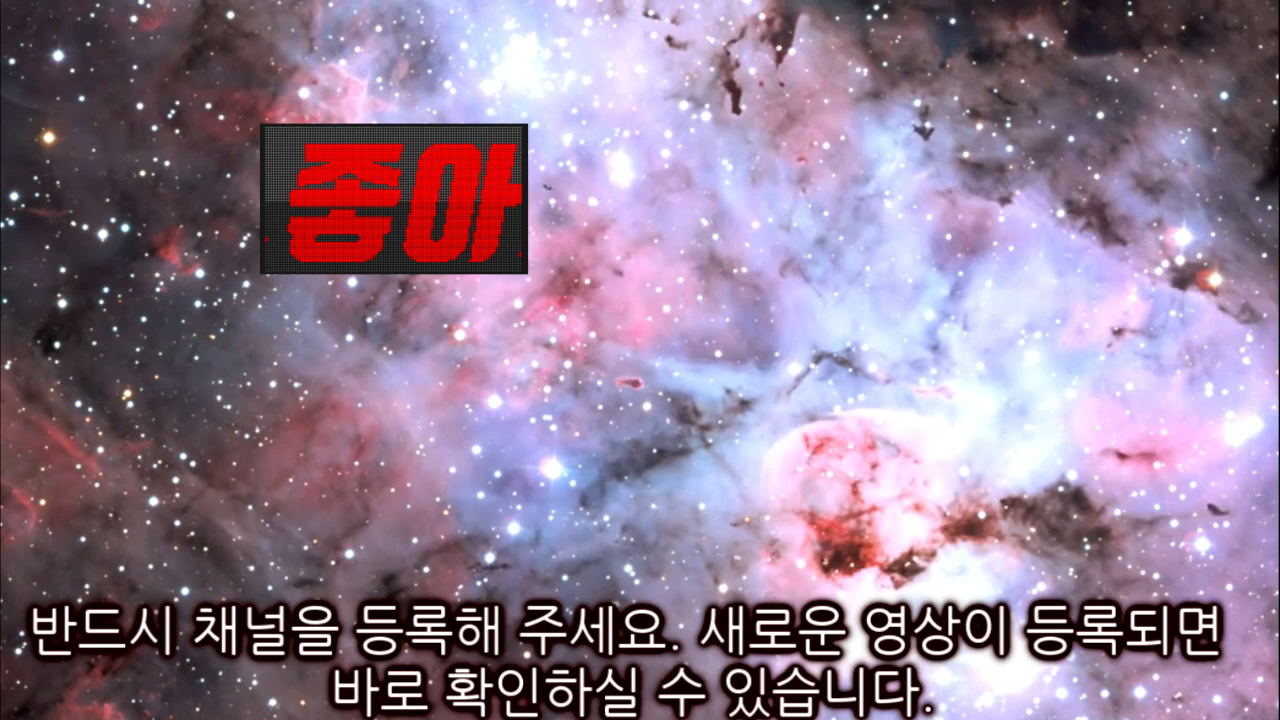 좋아
반드시 채널을 등록해 주세요. 새로운 영상이 등록되면
바로 확인하실 수 있습니다.